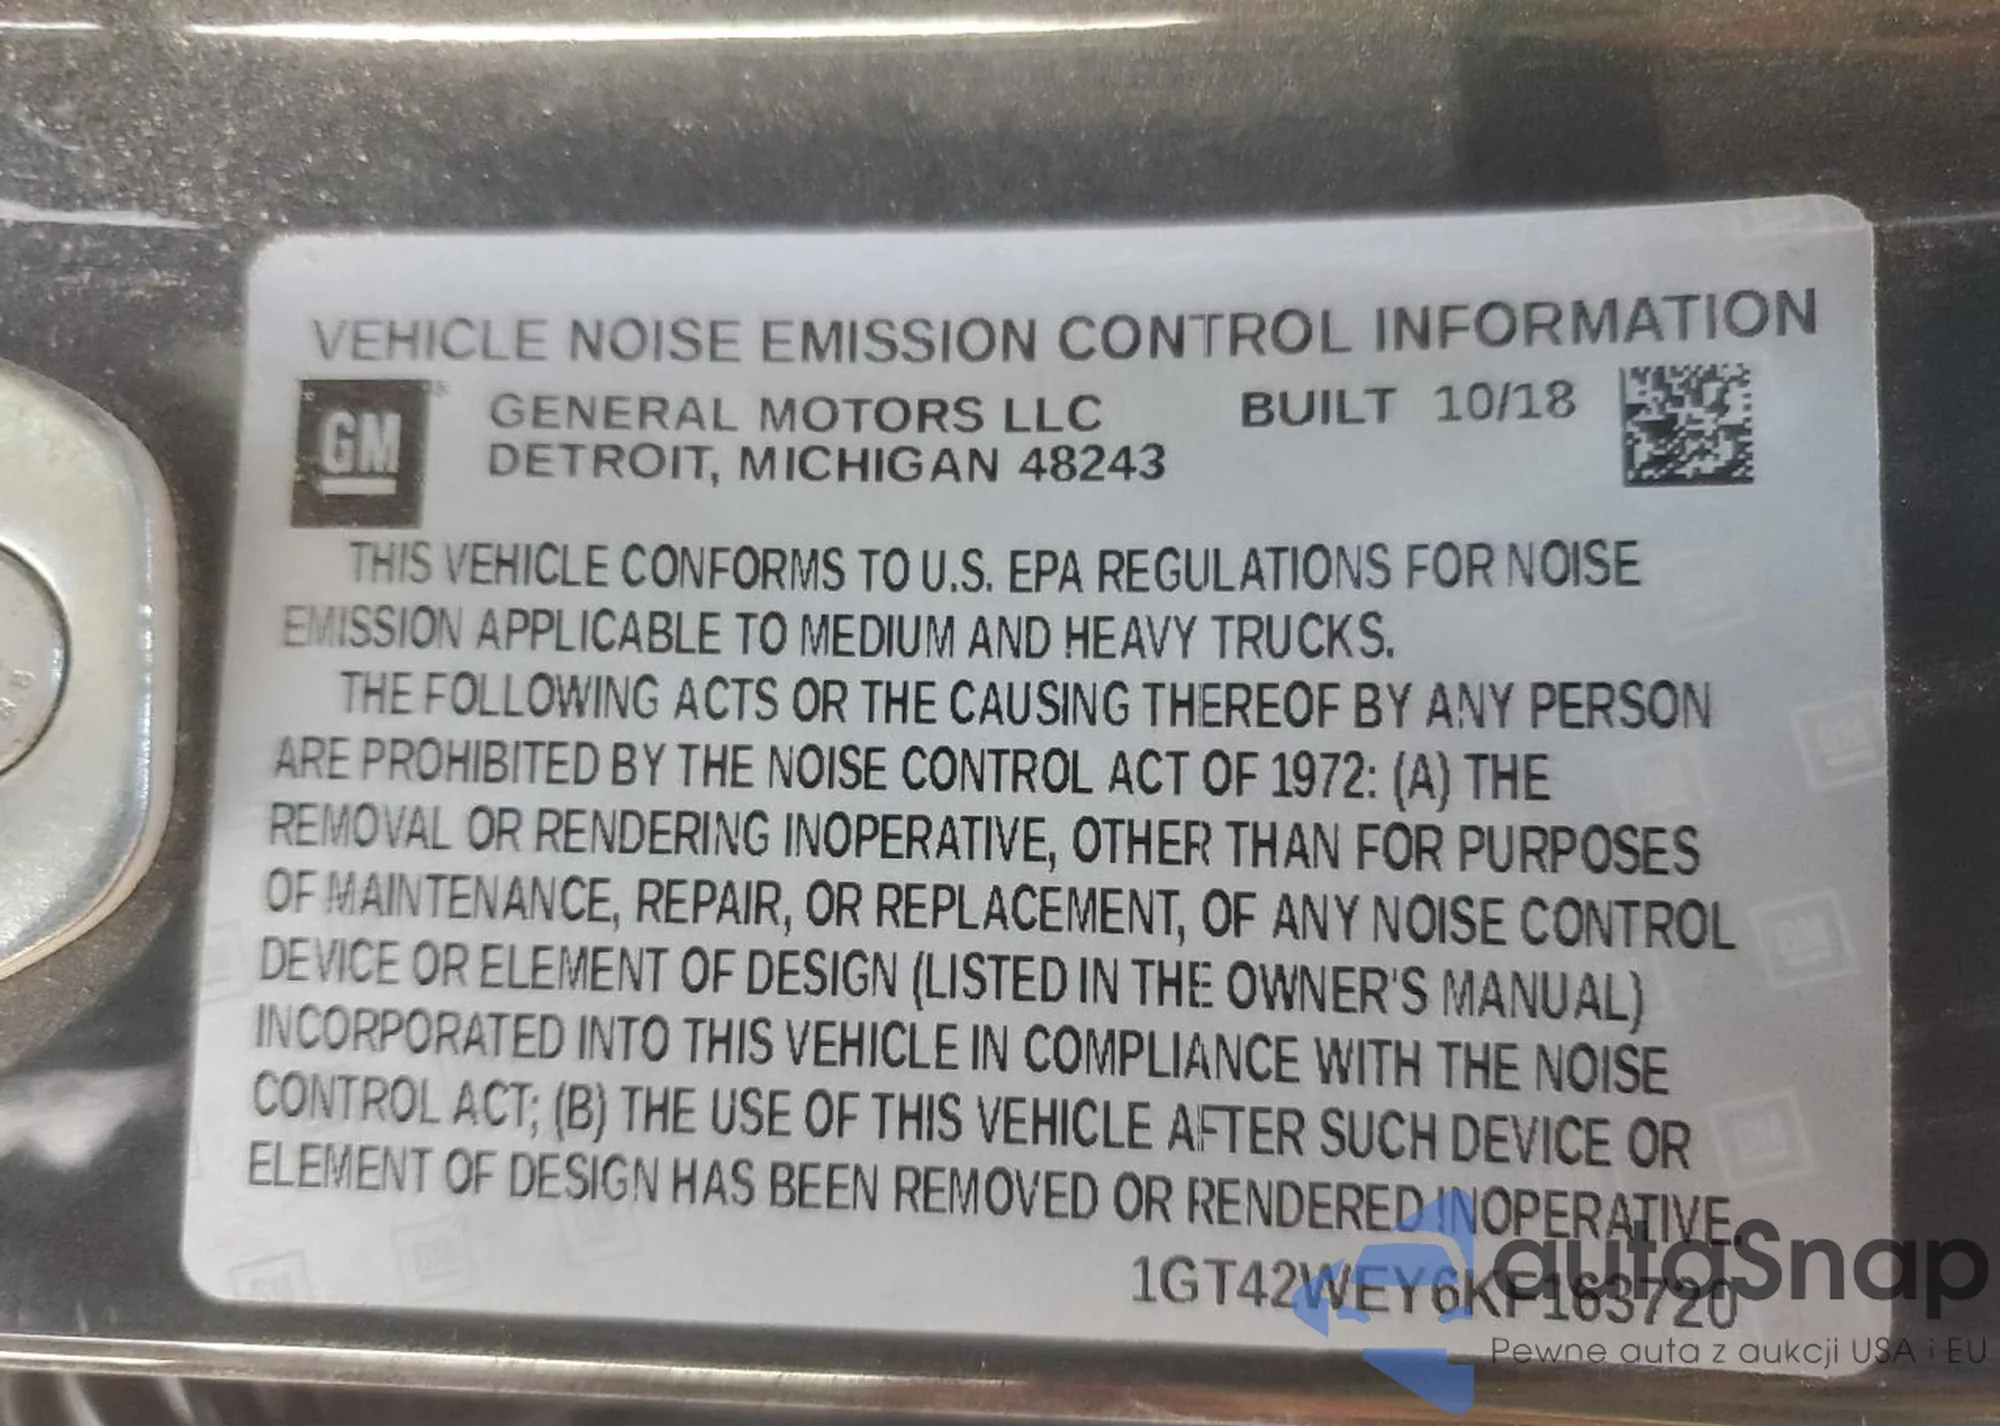 VEHICLE NOISE EMISSION CONTROL INFORMATION
GM
GENERAL MOTORS LLC BUILT 10/18
DETROIT, MICHIGAN 48243
THIS VEHICLE CONFORMS TO U.S. EPA REGULATIONS FOR NOISE
EMISSION APPLICABLE TO MEDIUM AND HEAVY TRUCKS.
THE FOLLOWING ACTS OR THE CAUSING THEREOF BY ANY PERSON
ARE PROHIBITED BY THE NOISE CONTROL ACT OF 1972: (A) THE
REMOVAL OR RENDERING INOPERATIVE, OTHER THAN FOR PURPOSES
OF MAINTENANCE, REPAIR, OR REPLACEMENT, OF ANY NOISE CONTROL
DEVICE OR ELEMENT OF DESIGN (LISTED IN THE OWNER'S MANUAL)
INCORPORATED INTO THIS VEHICLE IN COMPLIANCE WITH THE NOISE
CONTROL ACT; (B) THE USE OF THIS VEHICLE AFTER SUCH DEVICE OR
ELEMENT OF DESIGN HAS BEEN REMOVED OR RENDERED INOPERATIVE.
1GT42WEY6KF163720
autaSnap
Pewne auta z aukcji USA i EU